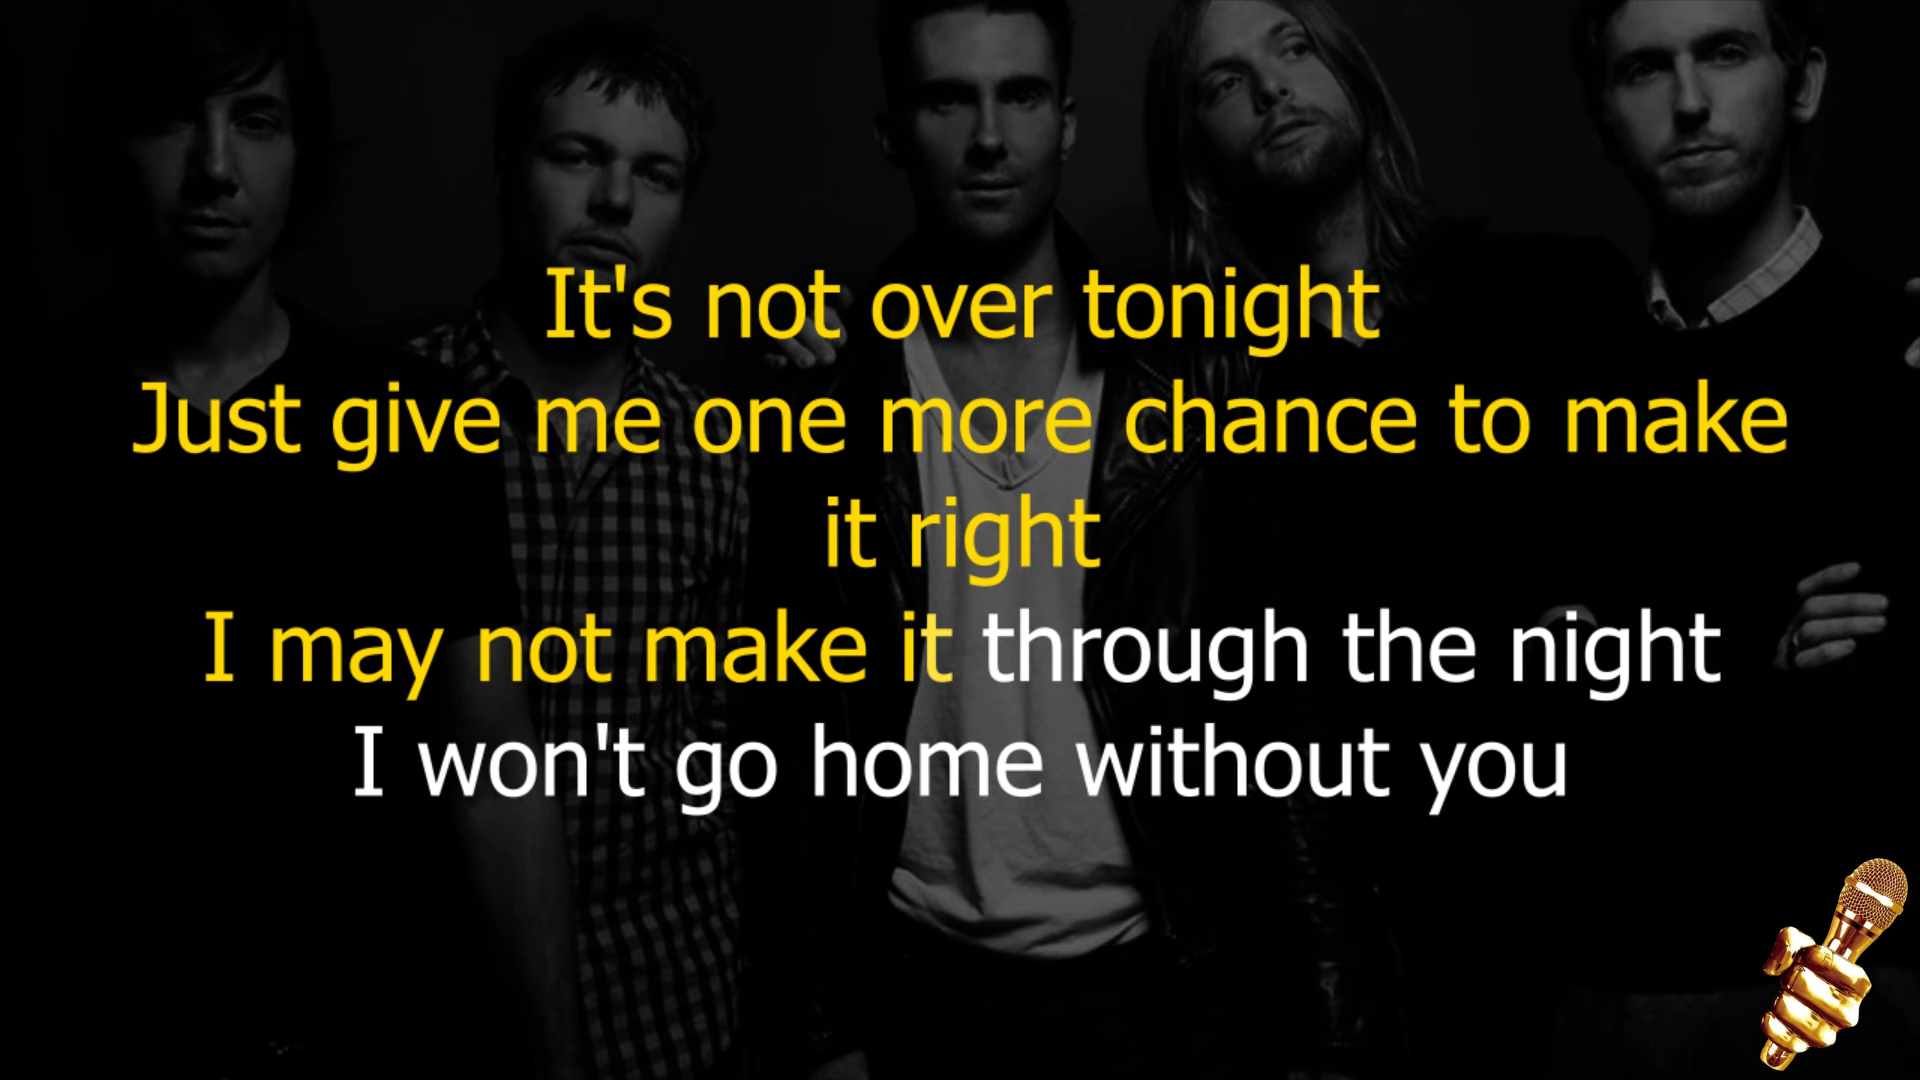 It's not over tonight
Just give me one more chance to make
it right
I may not make it through the night
I won't go home without you